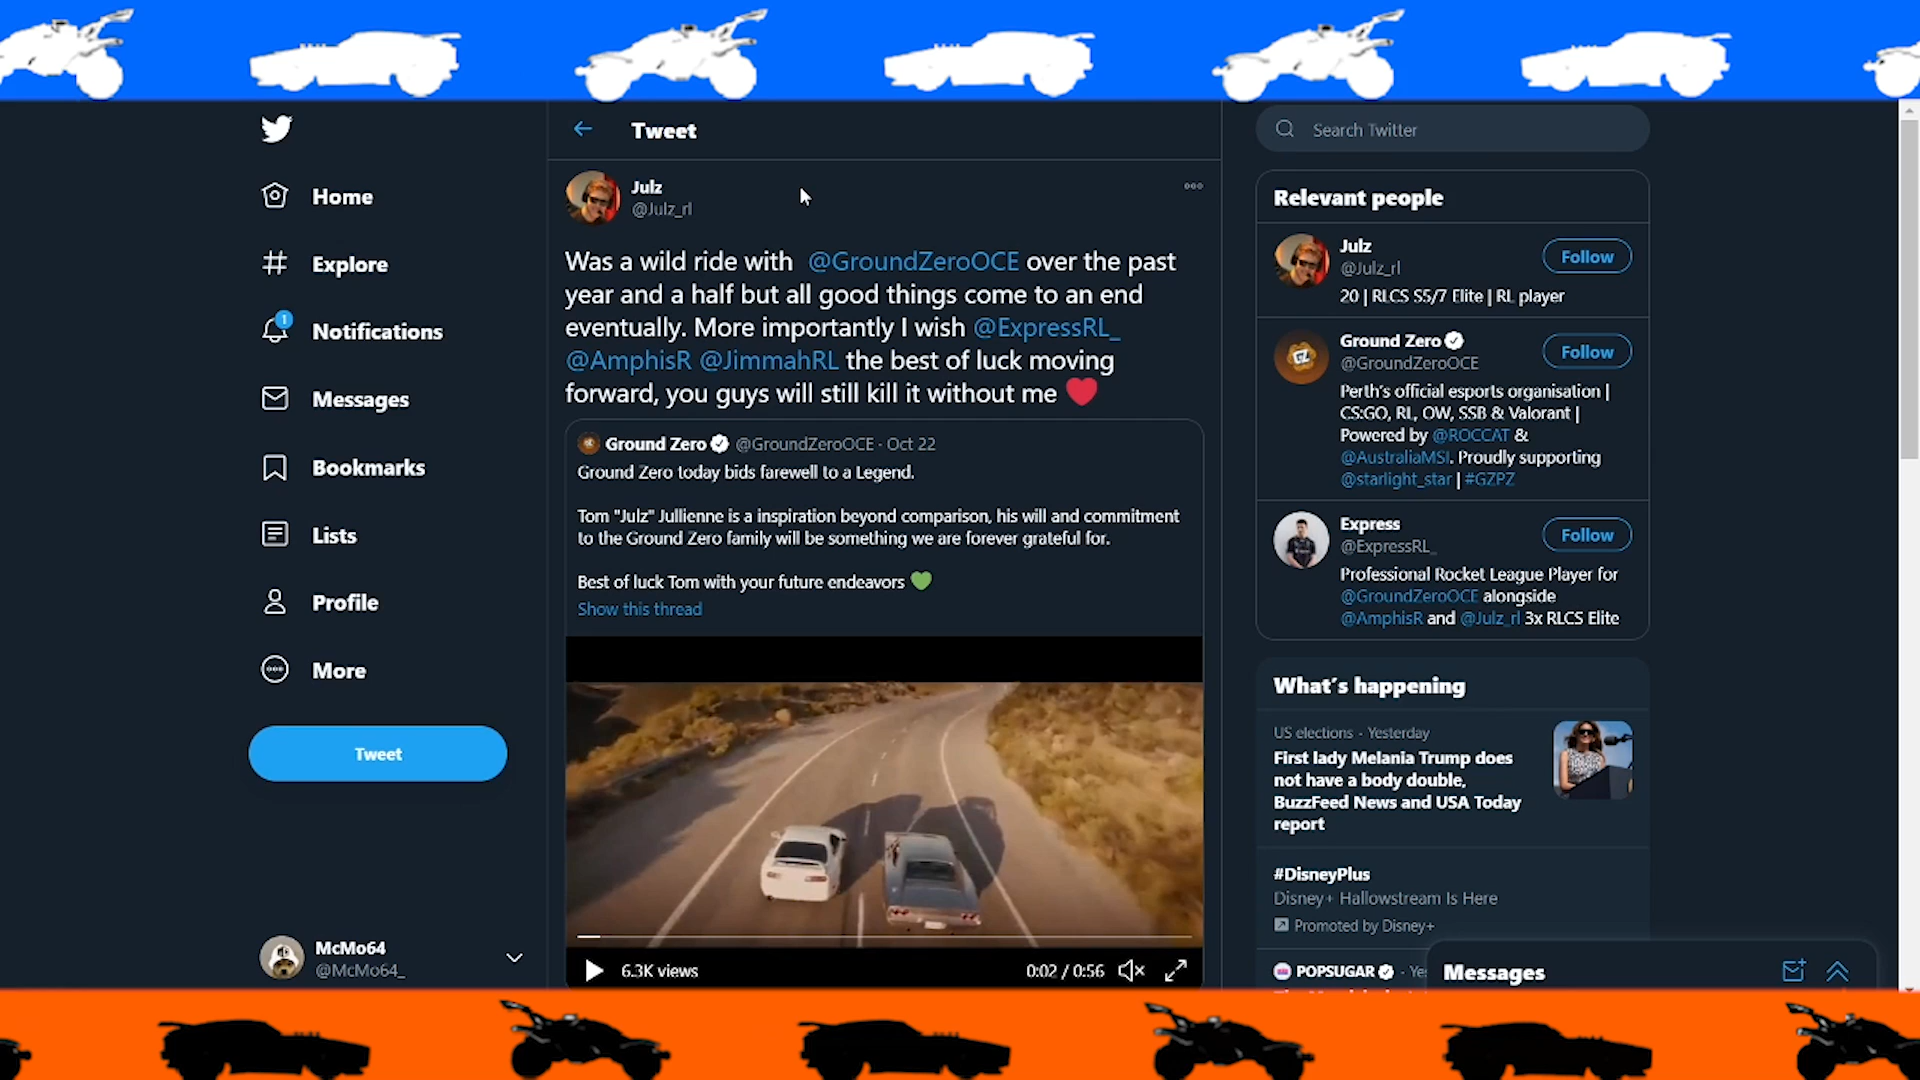 Home
Explore
1
Notifications
Messages
Bookmarks
Lists
Profile
More
Tweet
McMo64
@McMo64_
Tweet
Julz
@Julz_rl
Was a wild ride with @GroundZeroOCE over the past
year and a half but all good things come to an end
eventually. More importantly I wish @ExpressRL_
@AmphisR @JimmahRL the best of luck moving
forward, you guys will still kill it without me ❤️
Ground Zero @GroundZeroOCE · Oct 22
Ground Zero today bids farewell to a Legend.
Tom "Julz" Jullienne is a inspiration beyond comparison, his will and commitment
to the Ground Zero family will be something we are forever grateful for.
Best of luck Tom with your future endeavors 💚
Show this thread
6.3K views
0:02 / 0:56
Search Twitter
Relevant people
Julz
@Julz_rl
Follow
20 | RLCS S5/7 Elite | RL player
GZ
Ground Zero
@GroundZeroOCE
Follow
Perth's official esports organisation |
CS:GO, RL, OW, SSB & Valorant |
Powered by @ROCCAT &
@AustraliaMSI. Proudly supporting
@starlight_star | #GZPZ
Express
@ExpressRL_
Follow
Professional Rocket League Player for
@GroundZeroOCE alongside
@AmphisR and @Julz_rl 3x RLCS Elite
What's happening
US elections · Yesterday
First lady Melania Trump does
not have a body double,
BuzzFeed News and USA Today
report
#DisneyPlus
Disney+ Hallowstream Is Here
Promoted by Disney+
POPSUGAR · Yes
Messages